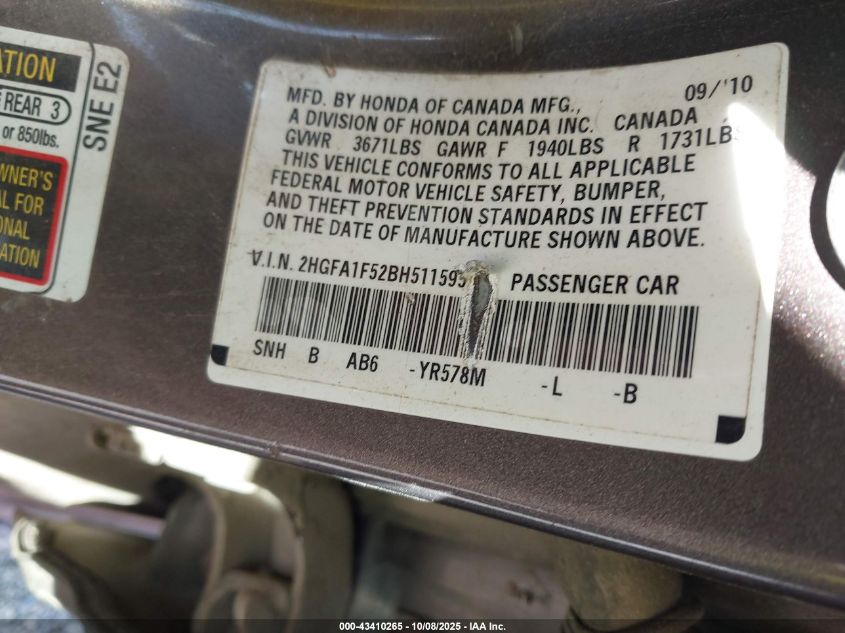 ATION
REAR 3
or 850lbs.
WNER'S
AL FOR
ONAL
ATION
SNE E2
09/'10
MFD. BY HONDA OF CANADA MFG.,
A DIVISION OF HONDA CANADA INC. CANADA
GVWR 3671LBS GAWR F 1940LBS R 1731LBS
THIS VEHICLE CONFORMS TO ALL APPLICABLE
FEDERAL MOTOR VEHICLE SAFETY, BUMPER,
AND THEFT PREVENTION STANDARDS IN EFFECT
ON THE DATE OF MANUFACTURE SHOWN ABOVE.
V.I.N. 2HGFA1F52BH51159 PASSENGER CAR
SNH B AB6 -YR578M -L -B
000-43410265 - 10/08/2025 - IAA Inc.